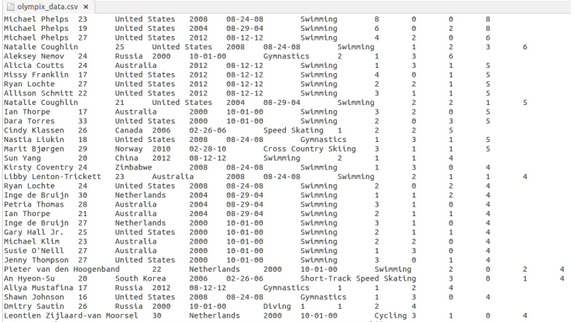 olympix_data.csv ×
Michael Phelps 23 United States 2008 08-24-08 Swimming 8 0 0 8
Michael Phelps 19 United States 2004 08-29-04 Swimming 6 0 2 8
Michael Phelps 27 United States 2012 08-12-12 Swimming 4 2 0 6
Natalie Coughlin 25 United States 2008 08-24-08 Swimming 1 2 3 6
Aleksey Nemov 24 Russia 2000 10-01-00 Gymnastics 2 1 3 6
Alicia Coutts 24 Australia 2012 08-12-12 Swimming 1 3 1 5
Missy Franklin 17 United States 2012 08-12-12 Swimming 4 0 1 5
Ryan Lochte 27 United States 2012 08-12-12 Swimming 2 2 1 5
Allison Schmitt 22 United States 2012 08-12-12 Swimming 3 1 1 5
Natalie Coughlin 21 United States 2004 08-29-04 Swimming 2 2 1 5
Ian Thorpe 17 Australia 2000 10-01-00 Swimming 3 2 0 5
Dara Torres 33 United States 2000 10-01-00 Swimming 2 0 3 5
Cindy Klassen 26 Canada 2006 02-26-06 Speed Skating 1 2 2 5
Nastia Liukin 18 United States 2008 08-24-08 Gymnastics 1 3 1 5
Marit Bjørgen 29 Norway 2010 02-28-10 Cross Country Skiing 3 1 1 5
Sun Yang 20 China 2012 08-12-12 Swimming 2 1 1 4
Kirsty Coventry 24 Zimbabwe 2008 08-24-08 Swimming 1 3 0 4
Libby Lenton-Trickett 23 Australia 2008 08-24-08 Swimming 2 1 1 4
Ryan Lochte 24 United States 2008 08-24-08 Swimming 2 0 2 4
Inge de Bruijn 30 Netherlands 2004 08-29-04 Swimming 1 1 2 4
Petria Thomas 28 Australia 2004 08-29-04 Swimming 3 1 0 4
Ian Thorpe 21 Australia 2004 08-29-04 Swimming 2 1 1 4
Inge de Bruijn 27 Netherlands 2000 10-01-00 Swimming 3 1 0 4
Gary Hall Jr. 25 United States 2000 10-01-00 Swimming 2 1 1 4
Michael Klim 23 Australia 2000 10-01-00 Swimming 2 2 0 4
Susie O'Neill 27 Australia 2000 10-01-00 Swimming 1 3 0 4
Jenny Thompson 27 United States 2000 10-01-00 Swimming 3 0 1 4
Pieter van den Hoogenband 22 Netherlands 2000 10-01-00 Swimming 2 0 2 4
An Hyeon-Su 20 South Korea 2006 02-26-06 Short-Track Speed Skating 3 0 1 4
Aliya Mustafina 17 Russia 2012 08-12-12 Gymnastics 1 1 2 4
Shawn Johnson 16 United States 2008 08-24-08 Gymnastics 1 3 0 4
Dmitry Sautin 26 Russia 2000 10-01-00 Diving 1 1 2 4
Leontien Zijlaard-van Moorsel 30 Netherlands 2000 10-01-00 Cycling 3 1 0 4